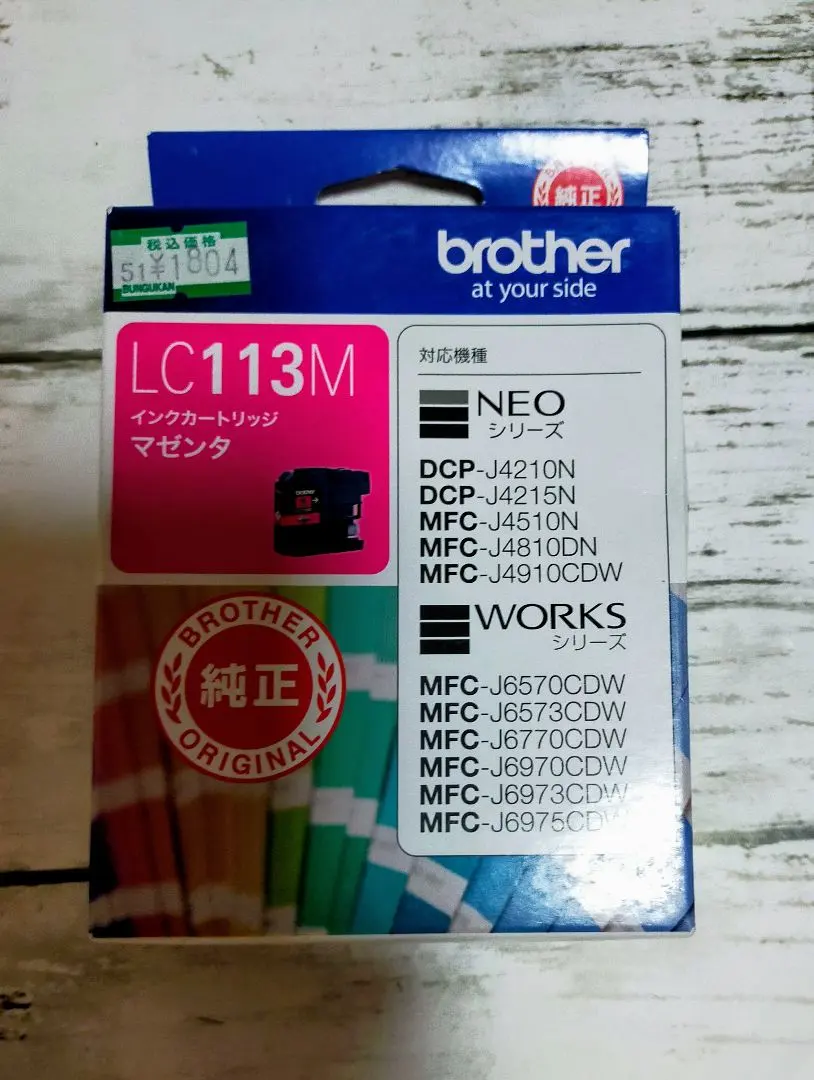 純正
税込価格
51¥1804
BUNGUKAN
brother
at your side
LC113M
インクカートリッジ
マゼンタ
brother
BROTHER
純正
ORIGINAL
対応機種
NEO
シリーズ
DCP-J4210N
DCP-J4215N
MFC-J4510N
MFC-J4810DN
MFC-J4910CDW
WORKS
シリーズ
MFC-J6570CDW
MFC-J6573CDW
MFC-J6770CDW
MFC-J6970CDW
MFC-J6973CDW
MFC-J6975CDW